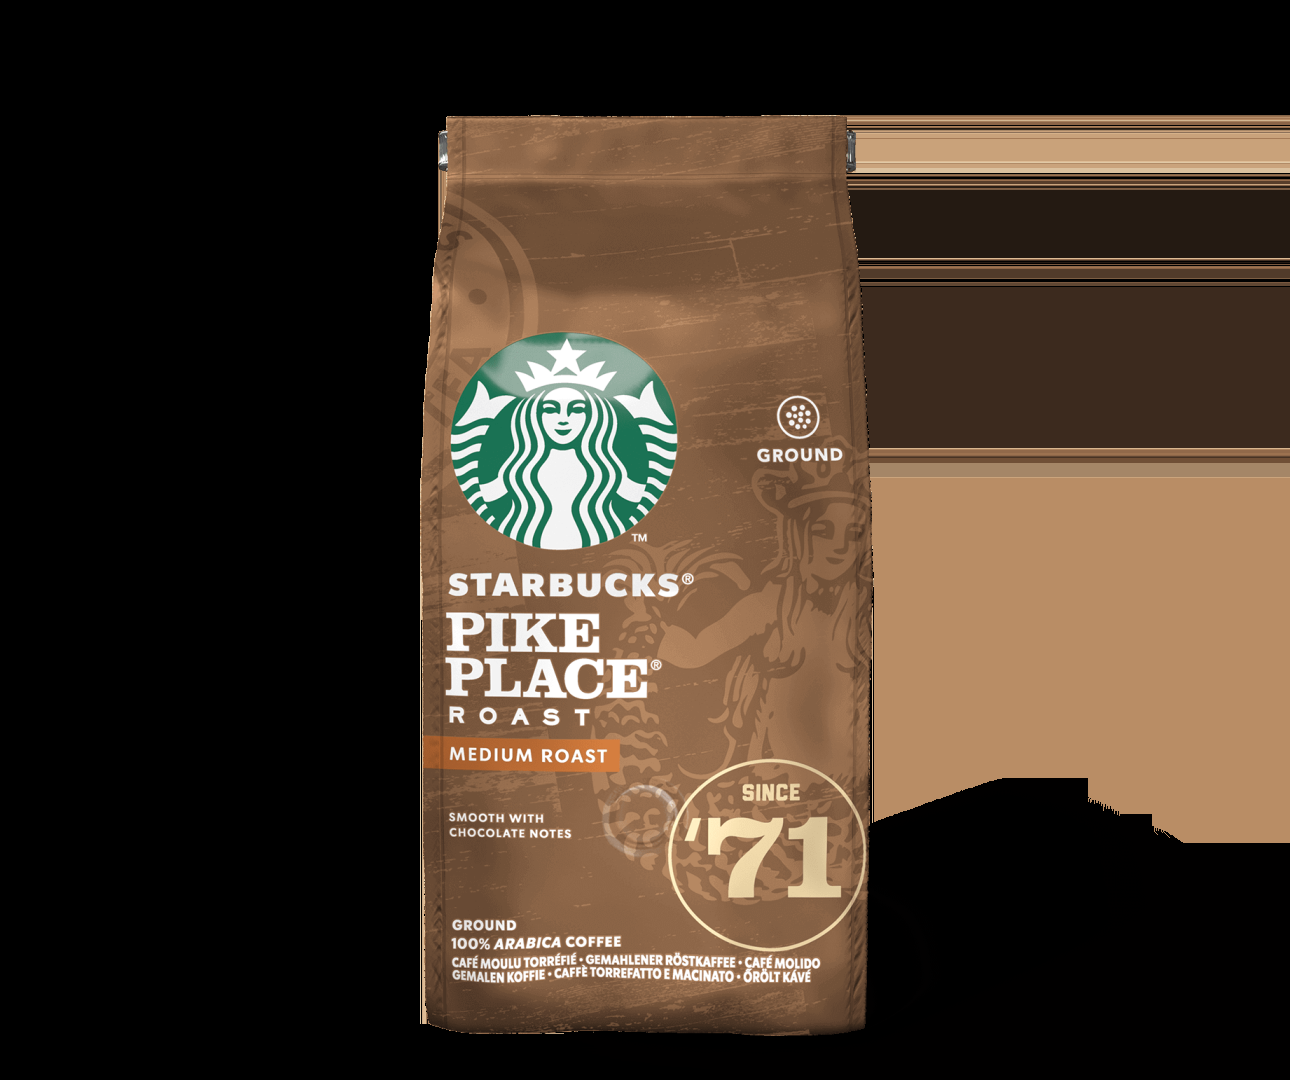 GROUND
TM
STARBUCKS®
PIKE
PLACE®
ROAST
MEDIUM ROAST
SINCE
'71
SMOOTH WITH
CHOCOLATE NOTES
GROUND
100% ARABICA COFFEE
CAFÉ MOULU TORRÉFIÉ • GEMAHLENER RÖSTKAFFEE • CAFÉ MOLIDO
GEMALEN KOFFIE • CAFFÈ TORREFATTO E MACINATO • ŐRÖLT KÁVÉ